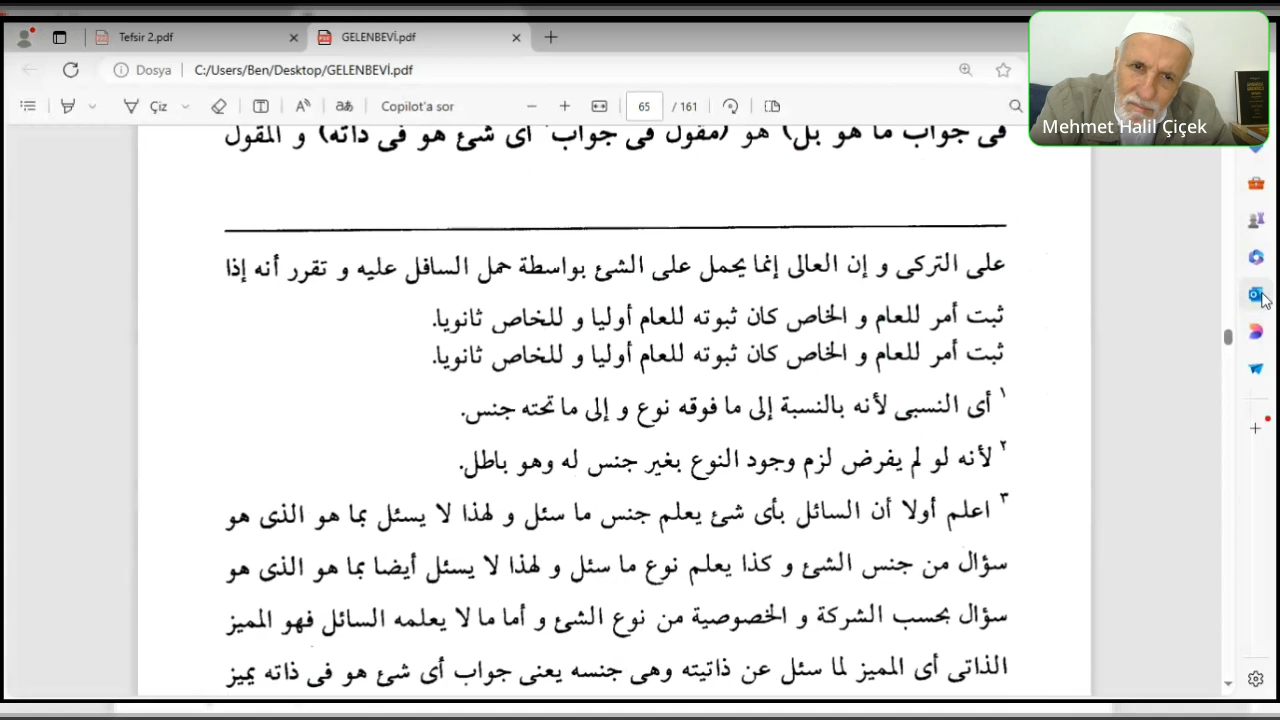 Tefsir 2.pdf
GELENBEVİ.pdf
Dosya
C:/Users/Ben/Desktop/GELENBEVİ.pdf
Çiz
Copilot'a sor
65 / 161
Mehmet Halil Çiçek
فى جواب ما هو بل) هو (مقول فى جواب أى شئ هو فى ذاته) و المقول
على التركى و إن العالى إنما يحمل على الشئ بواسطة حمل السافل عليه و تقرر أنه إذا
ثبت أمر للعام و الخاص كان ثبوته للعام أوليا و للخاص ثانويا.
ثبت أمر للعام و الخاص كان ثبوته للعام أوليا و للخاص ثانويا.
١ أى النسبى لأنه بالنسبة إلى ما فوقه نوع و إلى ما تحته جنس.
٢ لأنه لو لم يفرض لزم وجود النوع بغير جنس له وهو باطل.
٣ اعلم أولا أن السائل بأى شئ يعلم جنس ما سئل و لهذا لا يسئل بما هو الذى هو
سؤال من جنس الشئ و كذا يعلم نوع ما سئل و لهذا لا يسئل أيضا بما هو الذى هو
سؤال بحسب الشركة و الخصوصية من نوع الشئ و أما ما لا يعلمه السائل فهو المميز
الذاتى أى المميز لما سئل عن ذاتيته وهى جنسه يعنى جواب أى شئ هو فى ذاته يميز